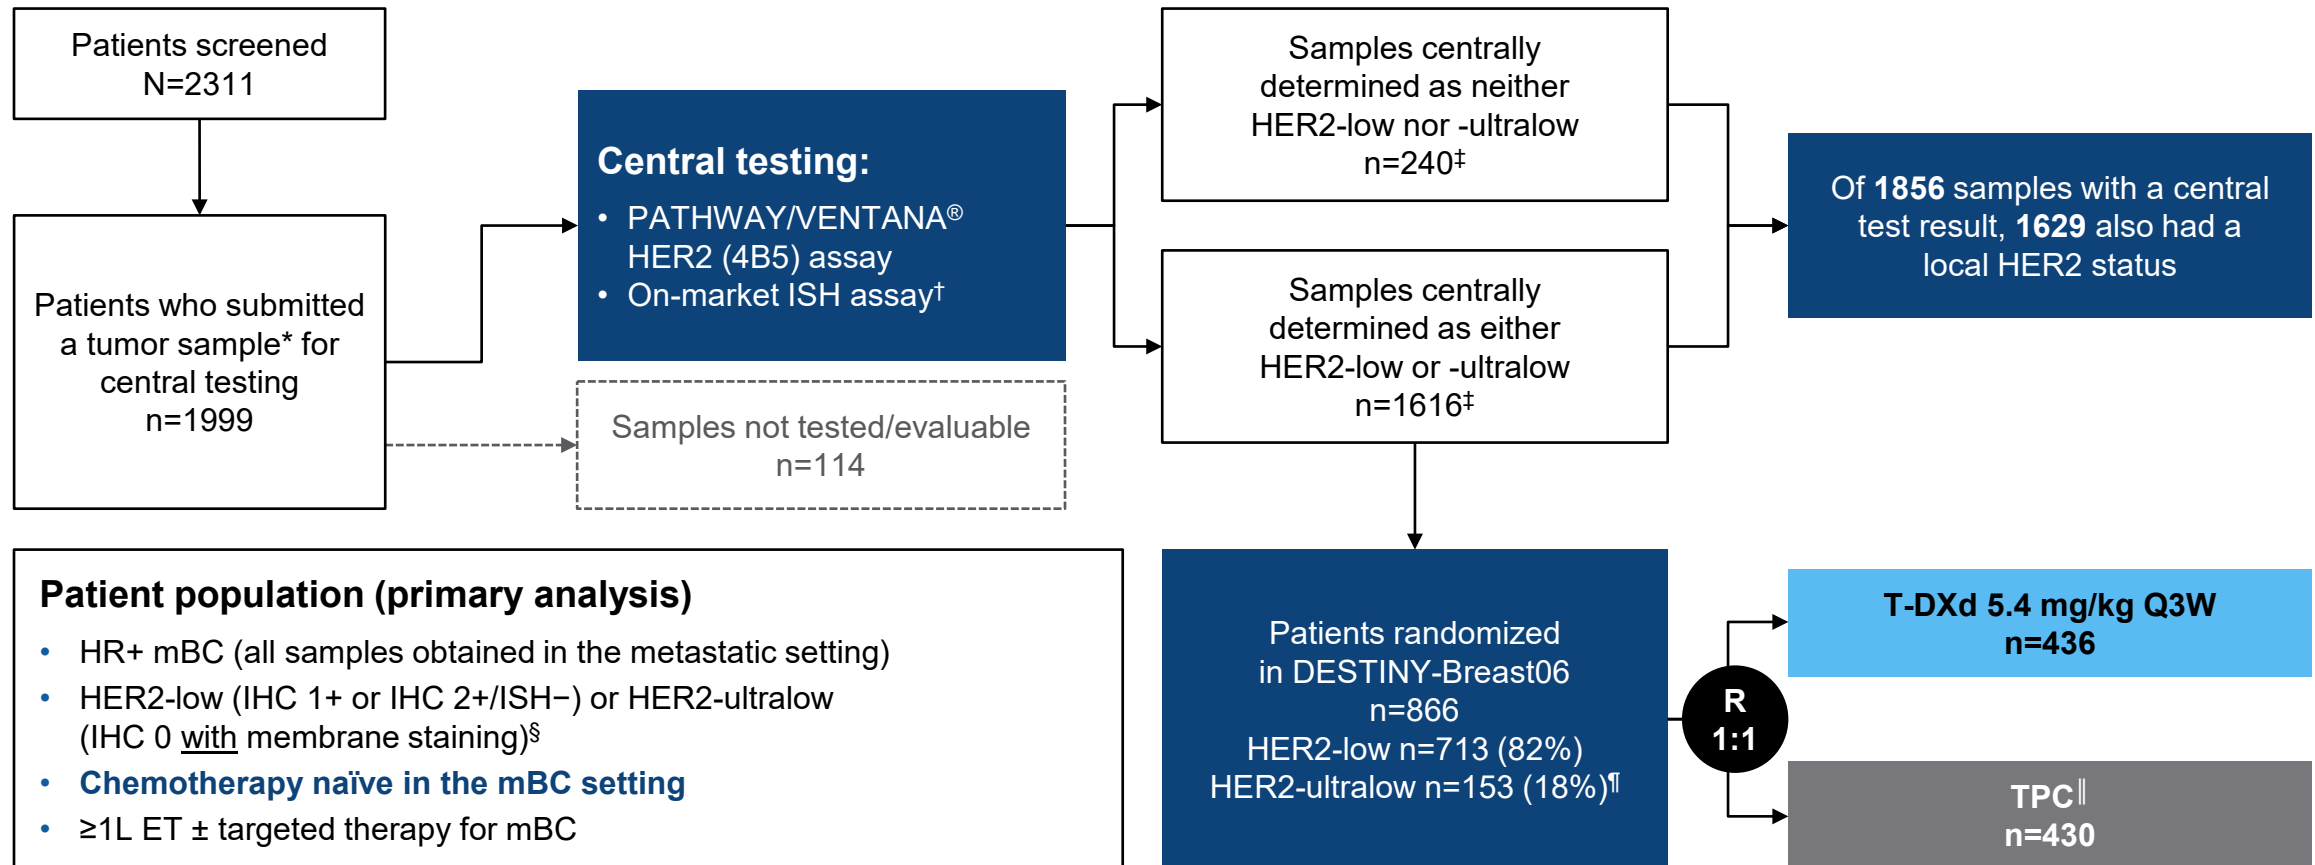 Patients screened
N=2311
Patients who submitted
a tumor sample* for
central testing
n=1999
Central testing:
• PATHWAY/VENTANA®
HER2 (4B5) assay
• On-market ISH assay†
Samples not tested/evaluable
n=114
Samples centrally
determined as neither
HER2-low nor -ultralow
n=240‡
Samples centrally
determined as either
HER2-low or -ultralow
n=1616‡
Of 1856 samples with a central
test result, 1629 also had a
local HER2 status
Patient population (primary analysis)
• HR+ mBC (all samples obtained in the metastatic setting)
• HER2-low (IHC 1+ or IHC 2+/ISH−) or HER2-ultralow
(IHC 0 with membrane staining)§
• Chemotherapy naïve in the mBC setting
• ≥1L ET ± targeted therapy for mBC
Patients randomized
in DESTINY-Breast06
n=866
HER2-low n=713 (82%)
HER2-ultralow n=153 (18%)¶
R
1:1
T-DXd 5.4 mg/kg Q3W
n=436
TPC‖
n=430